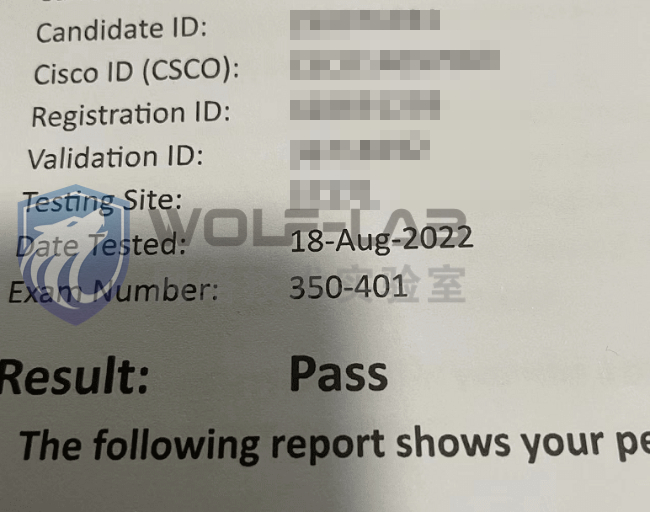 Candidate ID:
Cisco ID (CSCO):
Registration ID:
Validation ID:
Testing Site:
WOLF-LAB
Date Tested: 18-Aug-2022
实验室
Exam Number: 350-401
Result: Pass
The following report shows your pe